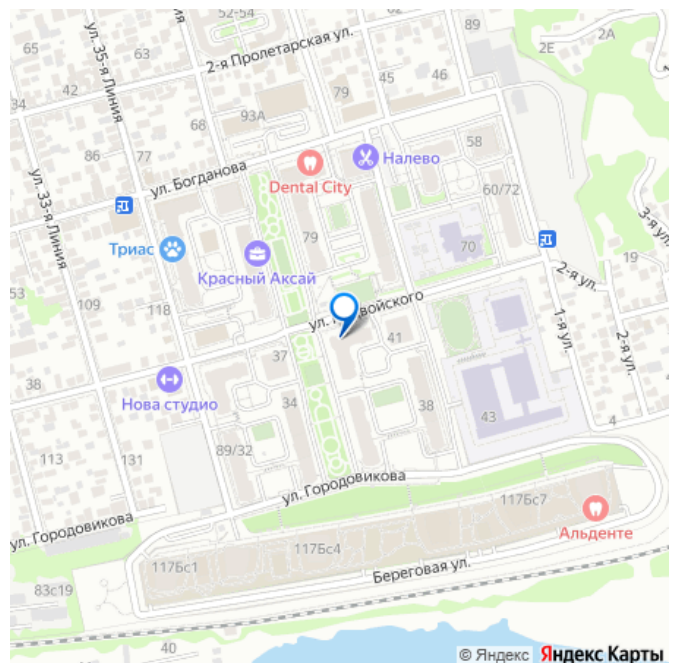 65
52-54
89
2А
2Е
ул. 35-я Линия
63
2-я Пролетарская ул.
42
34
45
46
79
93А
68
58
86
77
ул. Богданова
Dental City
Налево
60/72
ул. 33-я Линия
3-я ул.
Триас
79
70
19
Красный Аксай
2-я ул.
53
109
118
41
1-я ул.
2-я ул.
37
38
Нова студио
34
38
43
4
113
131
89/32
ул. Городовикова
117Бс7
ул. Городовикова
Альденте
117Бс4
117Бс1
Береговая ул.
83с19
40
© Яндекс Яндекс Карты